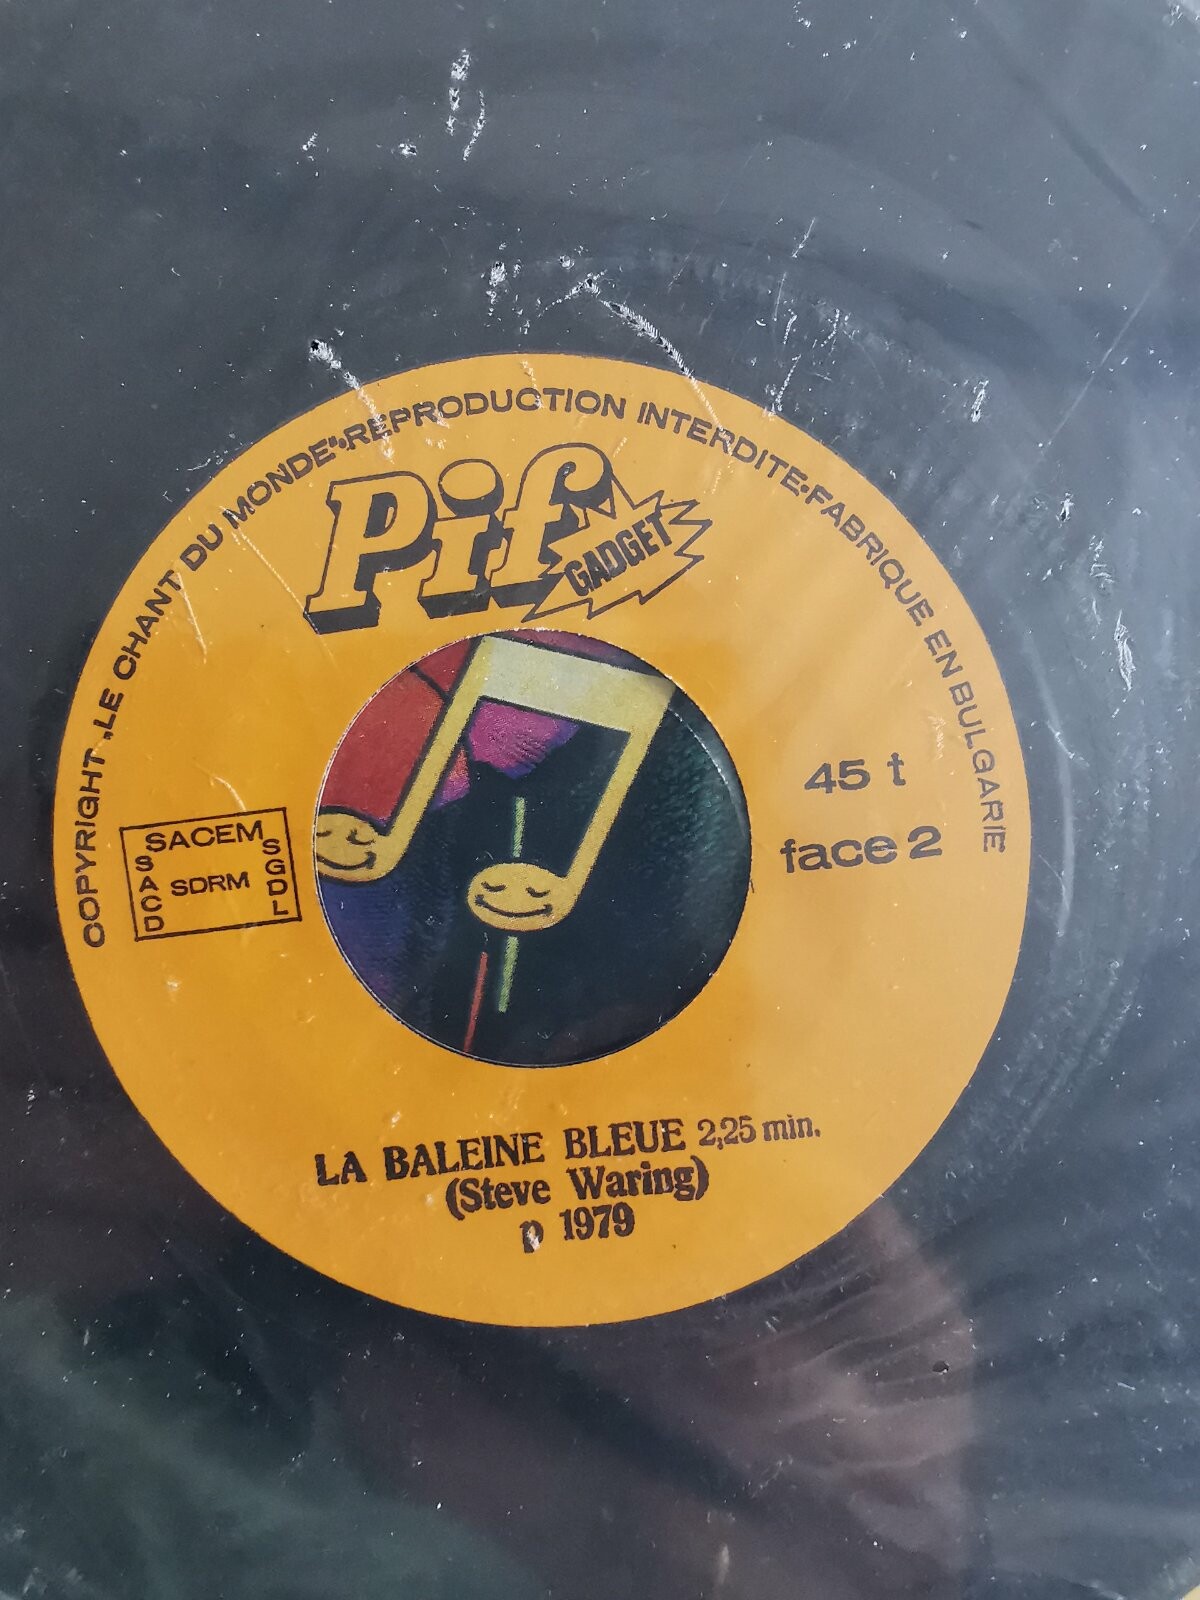 COPYRIGHT „LE CHANT DU MONDE“•REPRODUCTION INTERDITE•FABRIQUE EN BULGARIE
Pif
GADGET
45 t
face 2
SACEM
SACD
SDRM
SGDL
LA BALEINE BLEUE 2,25 min.
(Steve Waring)
p 1979